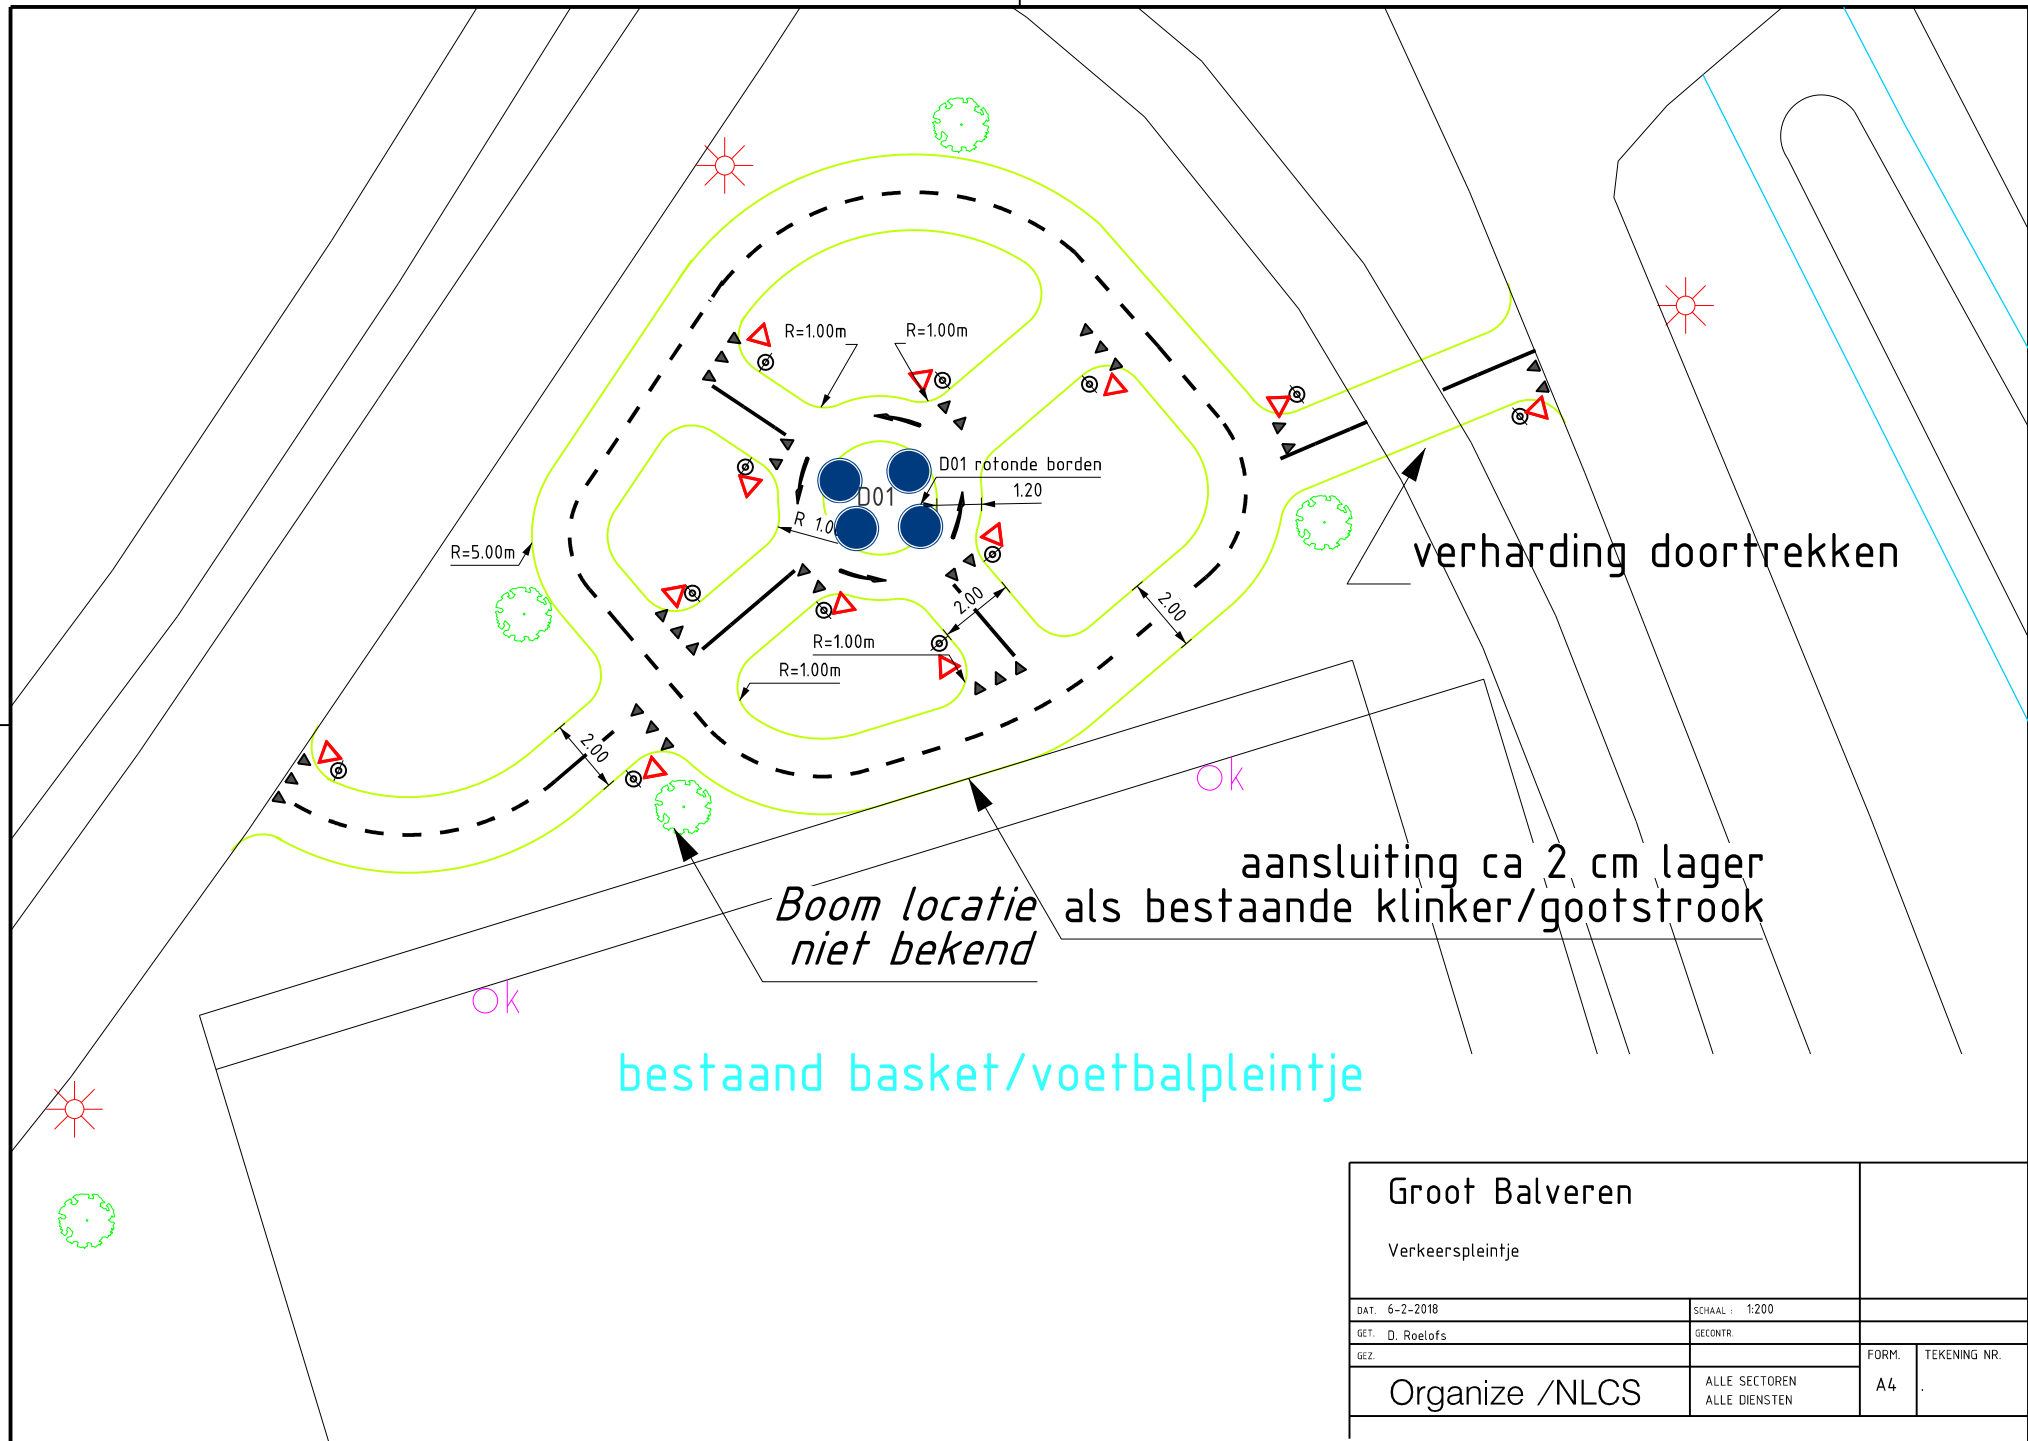 R=1.00m
R=1.00m
D01 rotonde borden
D01
1.20
R 1.0
R=5.00m
verharding doortrekken
2.00
2.00
R=1.00m
R=1.00m
2.00
Ok
aansluiting ca 2 cm lager
als bestaande klinker/gootstrook
Boom locatie
niet bekend
Ok
bestaand basket/voetbalpleintje
Groot Balveren
Verkeerspleintje
DAT. 6-2-2018
SCHAAL : 1:200
GET. D. Roelofs
GECONTR.
GEZ.
FORM.
TEKENING NR.
Organize /NLCS
ALLE SECTOREN
ALLE DIENSTEN
A4
.